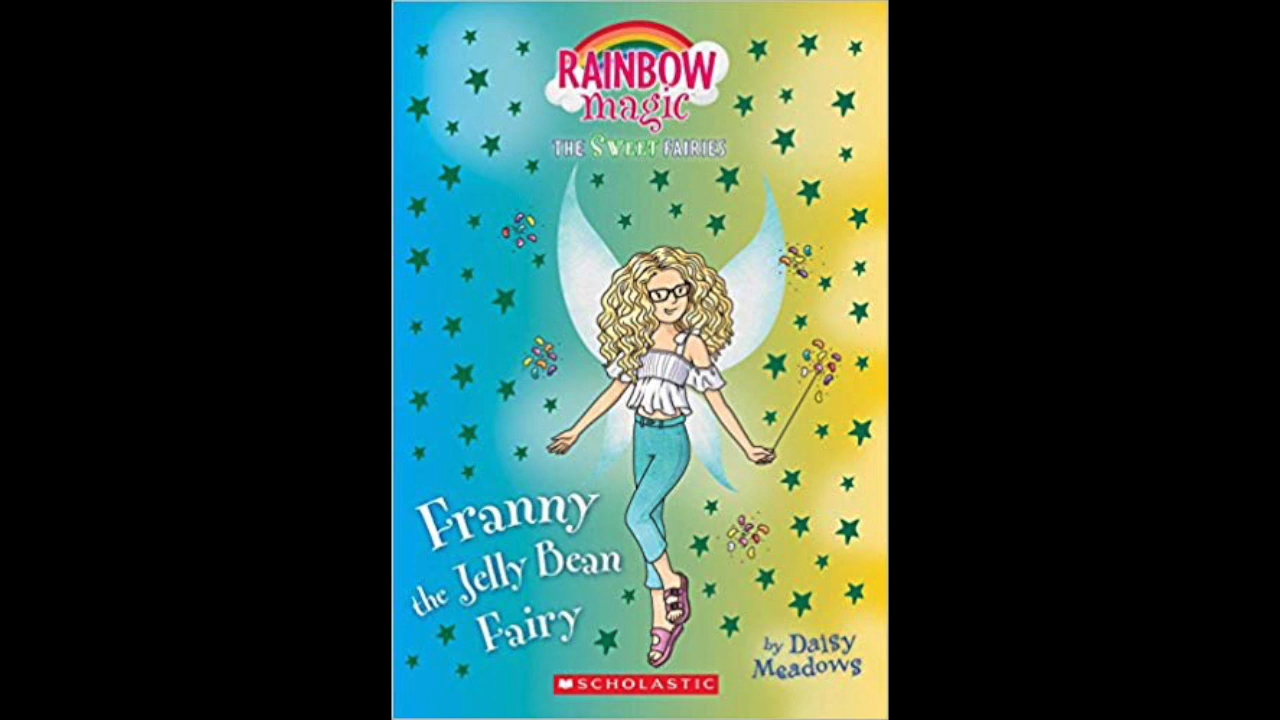 RAINBOW
magic
THE SWEET FAIRIES
Franny
the Jelly Bean
Fairy
by Daisy
Meadows
SCHOLASTIC